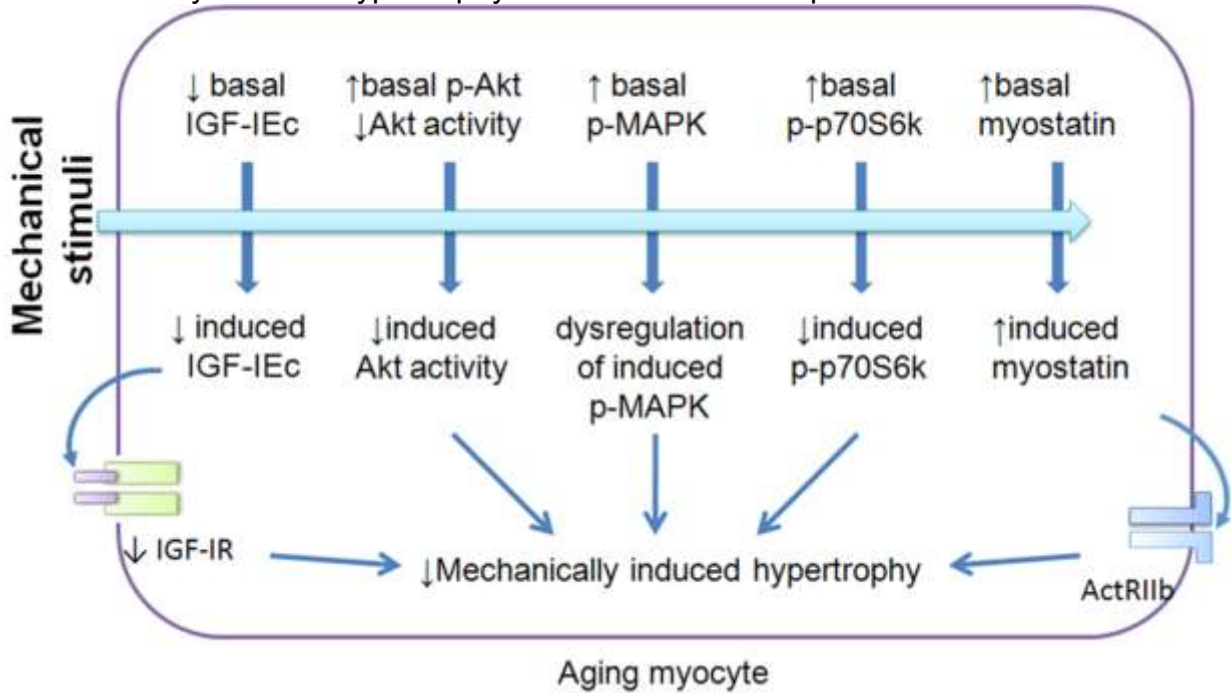 Mechanical
stimuli
↓ basal
IGF-IEc
↑basal p-Akt
↓Akt activity
↑ basal
p-MAPK
↑basal
p-p70S6k
↑basal
myostatin
↓ induced
IGF-IEc
↓induced
Akt activity
dysregulation
of induced
p-MAPK
↓induced
p-p70S6k
↑induced
myostatin
↓ IGF-IR
↓Mechanically induced hypertrophy
ActRIIb
Aging myocyte